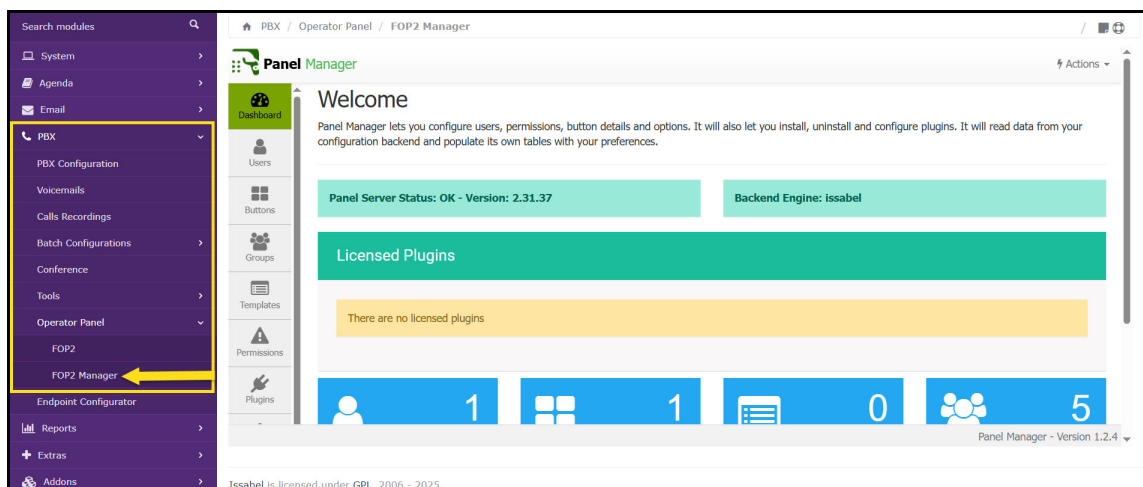 Search modules
System
Agenda
Email
PBX
PBX Configuration
Voicemails
Calls Recordings
Batch Configurations
Conference
Tools
Operator Panel
FOP2
FOP2 Manager
Endpoint Configurator
Reports
Extras
Addons
PBX / Operator Panel / FOP2 Manager /
Panel Manager
Actions
Dashboard
Users
Buttons
Groups
Templates
Permissions
Plugins
Welcome
Panel Manager lets you configure users, permissions, button details and options. It will also let you install, uninstall and configure plugins. It will read data from your
configuration backend and populate its own tables with your preferences.
Panel Server Status: OK - Version: 2.31.37
Backend Engine: issabel
Licensed Plugins
There are no licensed plugins
1
1
0
5
Panel Manager - Version 1.2.4
Issabel is licensed under GPL. 2006 - 2025.